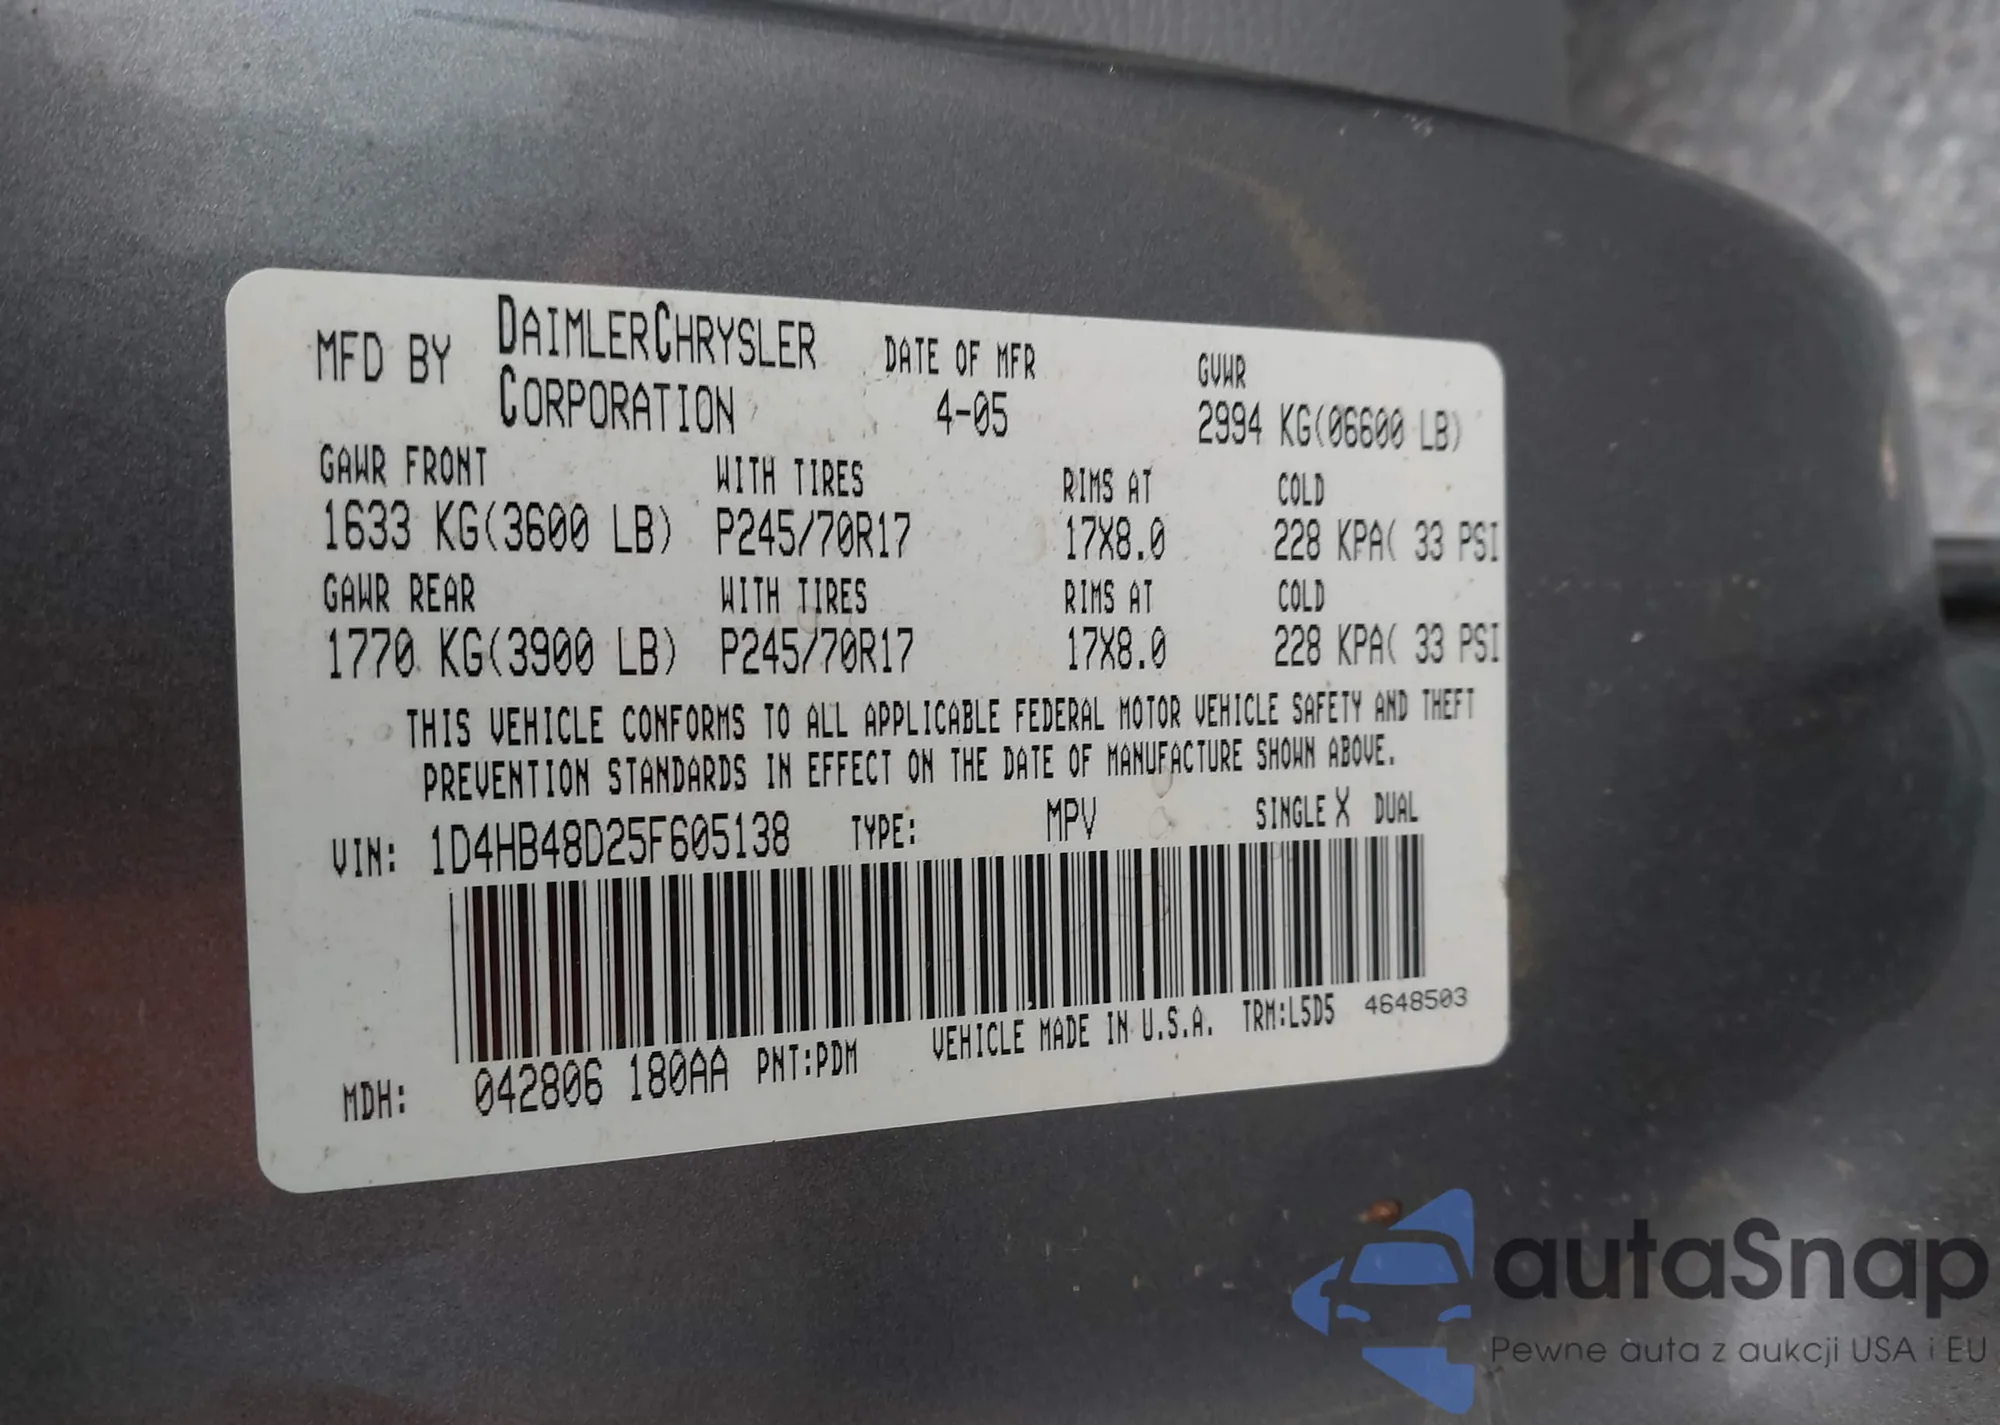 MFD BY DAIMLERCHRYSLER CORPORATION DATE OF MFR 4-05 GVWR 2994 KG(06600 LB)
GAWR FRONT WITH TIRES RIMS AT COLD
1633 KG(3600 LB) P245/70R17 17X8.0 228 KPA( 33 PSI
GAWR REAR WITH TIRES RIMS AT COLD
1770 KG(3900 LB) P245/70R17 17X8.0 228 KPA( 33 PSI
THIS VEHICLE CONFORMS TO ALL APPLICABLE FEDERAL MOTOR VEHICLE SAFETY AND THEFT
PREVENTION STANDARDS IN EFFECT ON THE DATE OF MANUFACTURE SHOWN ABOVE.
VIN: 1D4HB48D25F605138 TYPE: MPV SINGLE X DUAL
MDH: 042806 180AA PNT:PDM VEHICLE MADE IN U.S.A. TRM:L5D5 4648503
autaSnap
Pewne auta z aukcji USA i EU